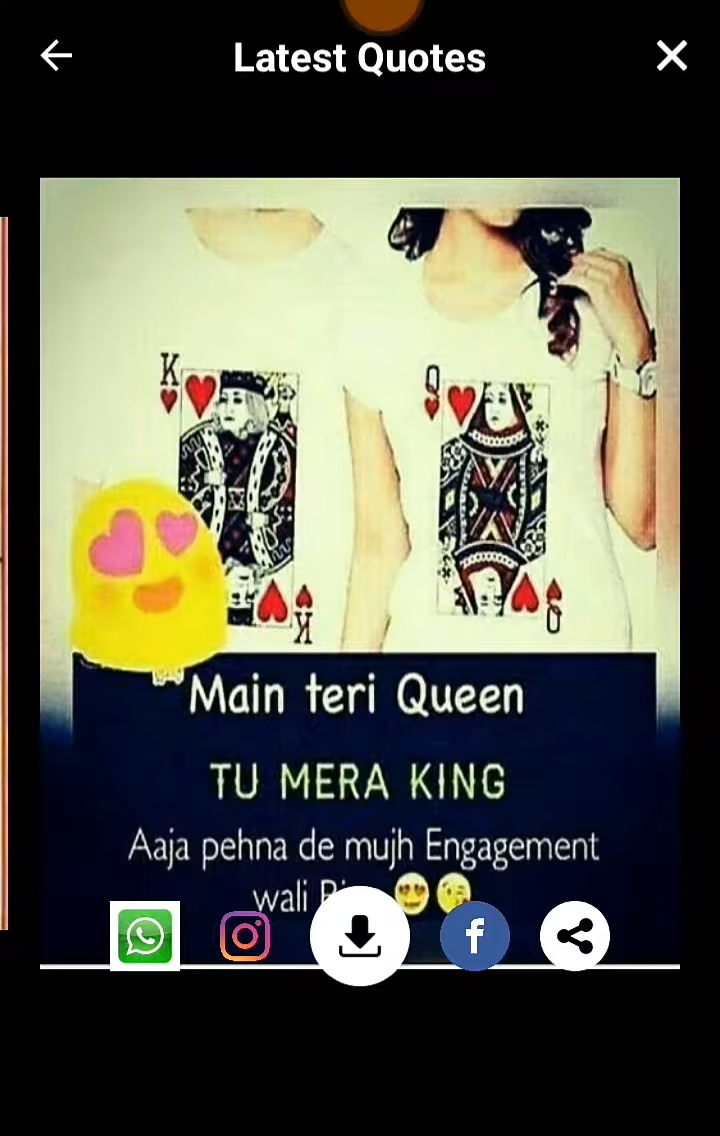 Latest Quotes
K
Q
K
Q
Main teri Queen
TU MERA KING
Aaja pehna de mujh Engagement
wali